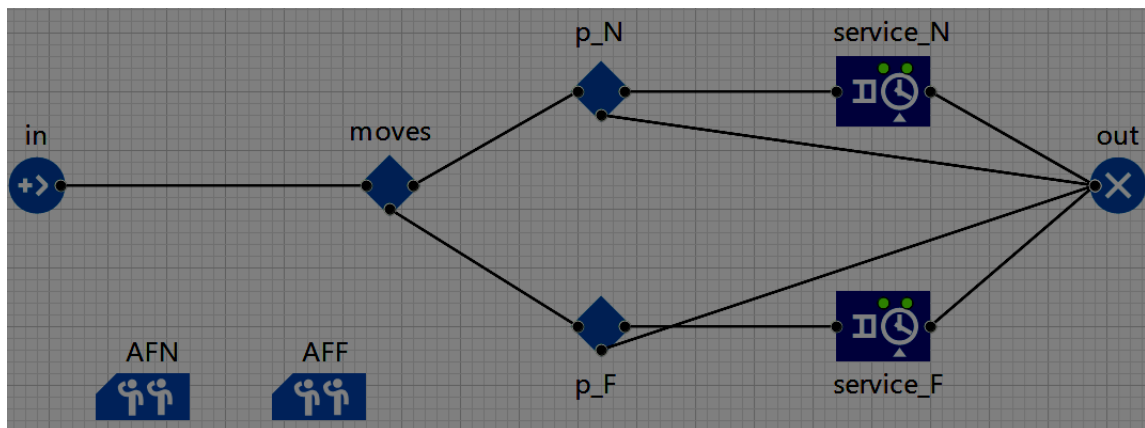 p_N
service_N
in
moves
out
AFN
AFF
p_F
service_F